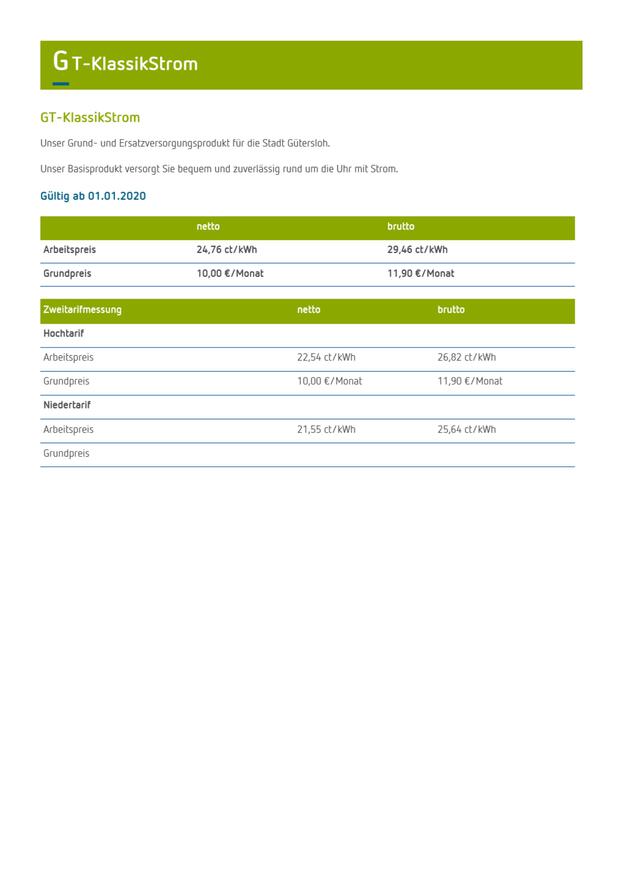 GT-KlassikStrom
GT-KlassikStrom
Unser Grund- und Ersatzversorgungsprodukt für die Stadt Gütersloh.
Unser Basisprodukt versorgt Sie bequem und zuverlässig rund um die Uhr mit Strom.
Gültig ab 01.01.2020
netto brutto
Arbeitspreis 24,76 ct/kWh 29,46 ct/kWh
Grundpreis 10,00 €/Monat 11,90 €/Monat
Zweitarifmessung netto brutto
Hochtarif
Arbeitspreis 22,54 ct/kWh 26,82 ct/kWh
Grundpreis 10,00 €/Monat 11,90 €/Monat
Niedertarif
Arbeitspreis 21,55 ct/kWh 25,64 ct/kWh
Grundpreis